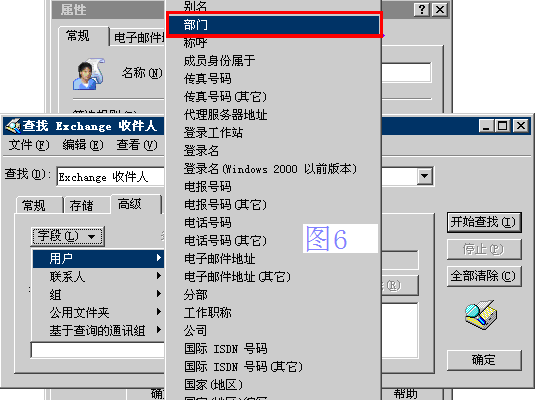 属性
常规
电子邮件地
名称(N)
查找 Exchange 收件人
文件(F) 编辑(E) 查看(V)
查找(D):
Exchange 收件人
常规 存储 高级
字段(L)
用户
联系人
组
公用文件夹
基于查询的通讯组
别名
部门
称呼
成员身份属于
传真号码
传真号码(其它)
代理服务器地址
登录工作站
登录名
登录名(Windows 2000 以前版本)
电报号码
电报号码(其它)
电话号码
电话号码(其它)
电子邮件地址
电子邮件地址(其它)
分部
工作职称
公司
国际 ISDN 号码
国际 ISDN 号码(其它)
国家(地区)
图6
开始查找(I)
停止(P)
全部清除(C)
(R)
确定
帮助